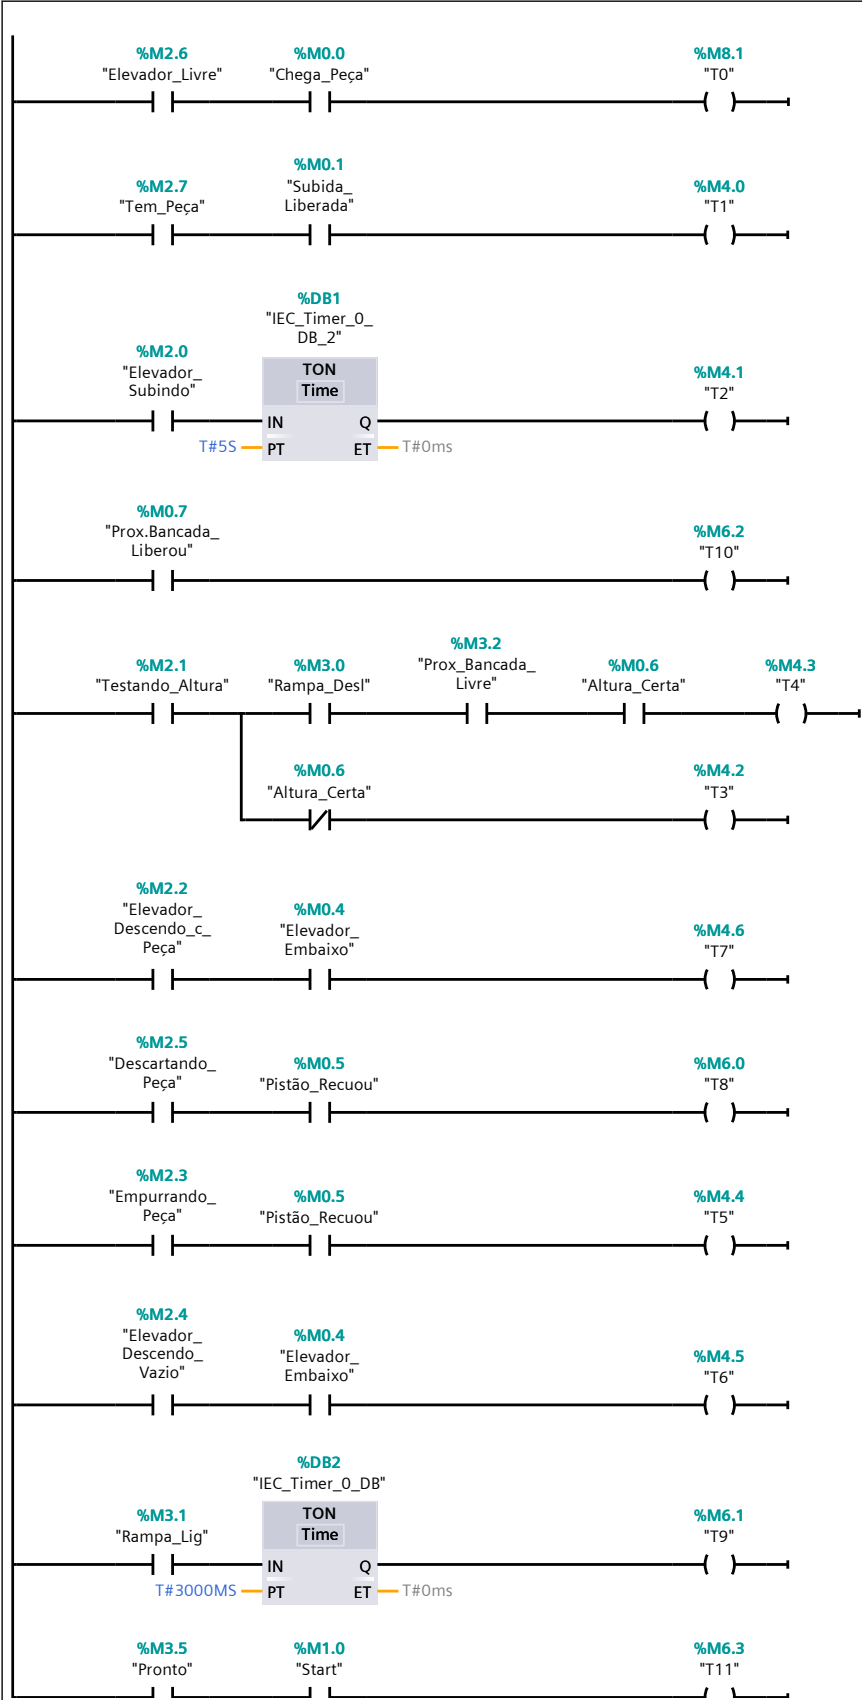 %M2.6 %M0.0 %M8.1
"Elevador_Livre" "Chega_Peça" "T0"
%M0.1
%M2.7 "Subida_ %M4.0
"Tem_Peça" Liberada" "T1"
%DB1
"IEC_Timer_0_
DB_2"
%M2.0
"Elevador_ TON %M4.1
Subindo" Time "T2"
IN Q
T#5S PT ET T#0ms
%M0.7
"Prox.Bancada_ %M6.2
Liberou" "T10"
%M3.2
%M2.1 %M3.0 "Prox_Bancada_ %M0.6 %M4.3
"Testando_Altura" "Rampa_Desl" Livre" "Altura_Certa" "T4"
%M0.6 %M4.2
"Altura_Certa" "T3"
%M2.2
"Elevador_ %M0.4
Descendo_c_ "Elevador_ %M4.6
Peça" Embaixo" "T7"
%M2.5
"Descartando_ %M0.5 %M6.0
Peça" "Pistão_Recuou" "T8"
%M2.3
"Empurrando_ %M0.5 %M4.4
Peça" "Pistão_Recuou" "T5"
%M2.4
"Elevador_ %M0.4
Descendo_ "Elevador_ %M4.5
Vazio" Embaixo" "T6"
%DB2
"IEC_Timer_0_DB"
%M3.1 TON %M6.1
"Rampa_Lig" Time "T9"
IN Q
T#3000MS PT ET T#0ms
%M3.5 %M1.0 %M6.3
"Pronto" "Start" "T11"